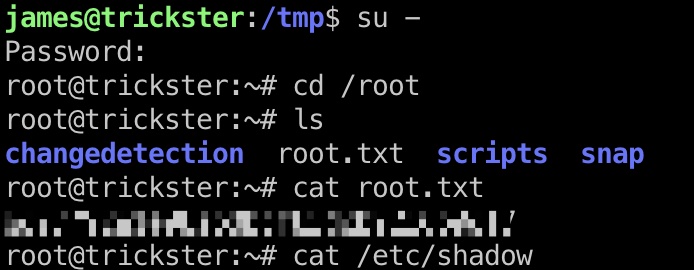 james@trickster:/tmp$ su -
Password:
root@trickster:~# cd /root
root@trickster:~# ls
changedetection  root.txt  scripts  snap
root@trickster:~# cat root.txt
root@trickster:~# cat /etc/shadow